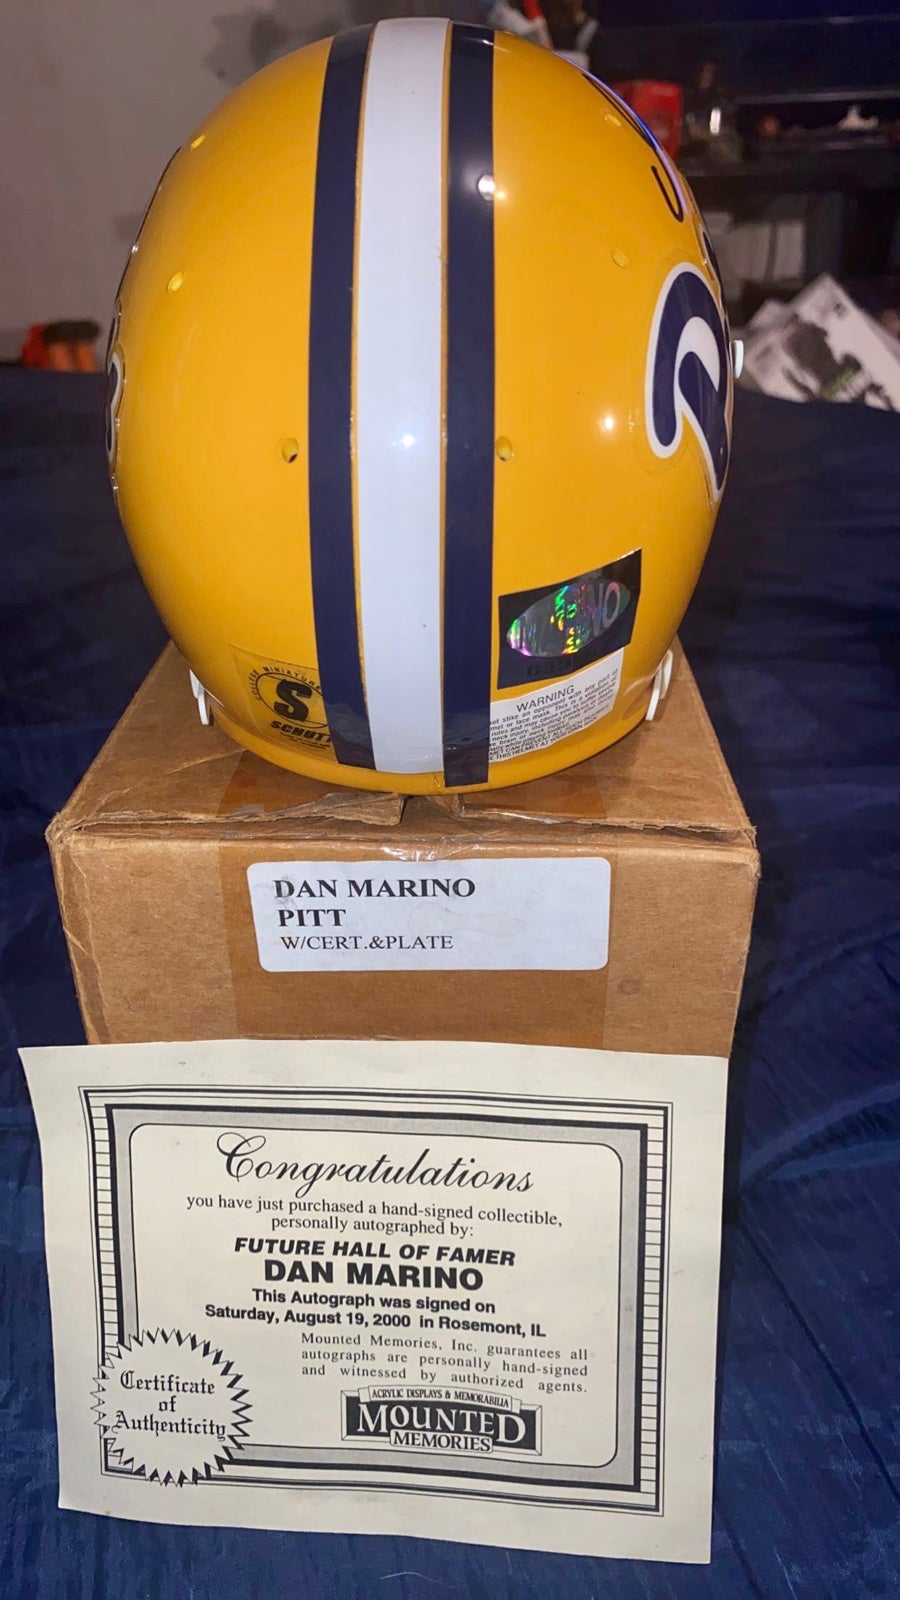 MARINO
COLLEGE MINIATURE
S
SCHUTT
WARNING
DAN MARINO
PITT
W/CERT.&PLATE
Congratulations
you have just purchased a hand-signed collectible,
personally autographed by:
FUTURE HALL OF FAMER
DAN MARINO
This Autograph was signed on
Saturday, August 19, 2000 in Rosemont, IL
Mounted Memories, Inc. guarantees all
autographs are personally hand-signed
and witnessed by authorized agents.
Certificate
of
Authenticity
ACRYLIC DISPLAYS & MEMORABILIA
MOUNTED
MEMORIES